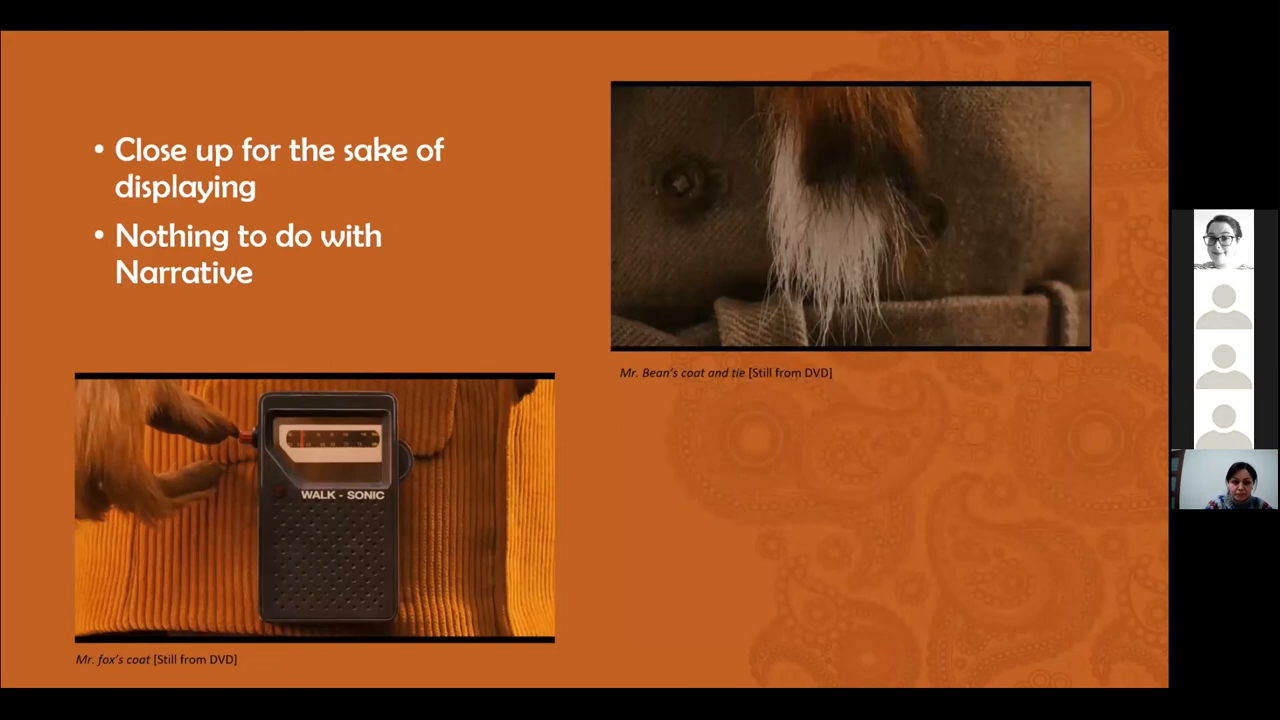 • Close up for the sake of
displaying
• Nothing to do with
Narrative
Mr. Bean's coat and tie [Still from DVD]
WALK - SONIC
Mr. fox's coat [Still from DVD]